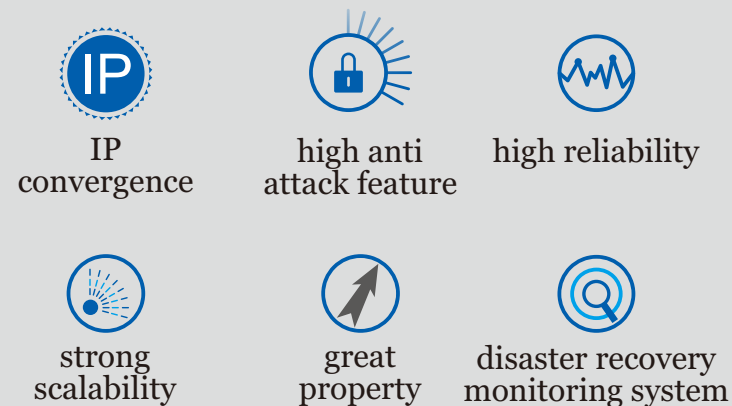 IP
IP
convergence
high anti
attack feature
high reliability
strong
scalability
great
property
disaster recovery
monitoring system